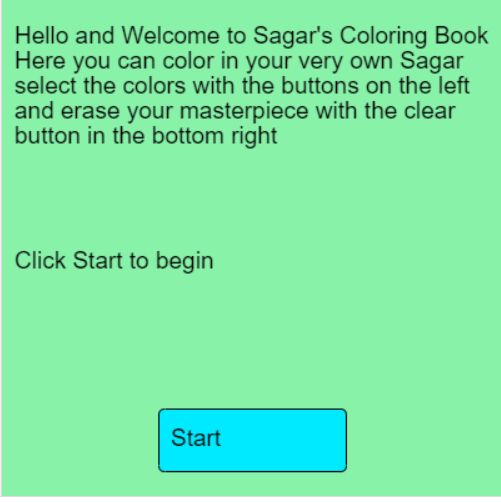 Hello and Welcome to Sagar's Coloring Book
Here you can color in your very own Sagar
select the colors with the buttons on the left
and erase your masterpiece with the clear
button in the bottom right
Click Start to begin
Start